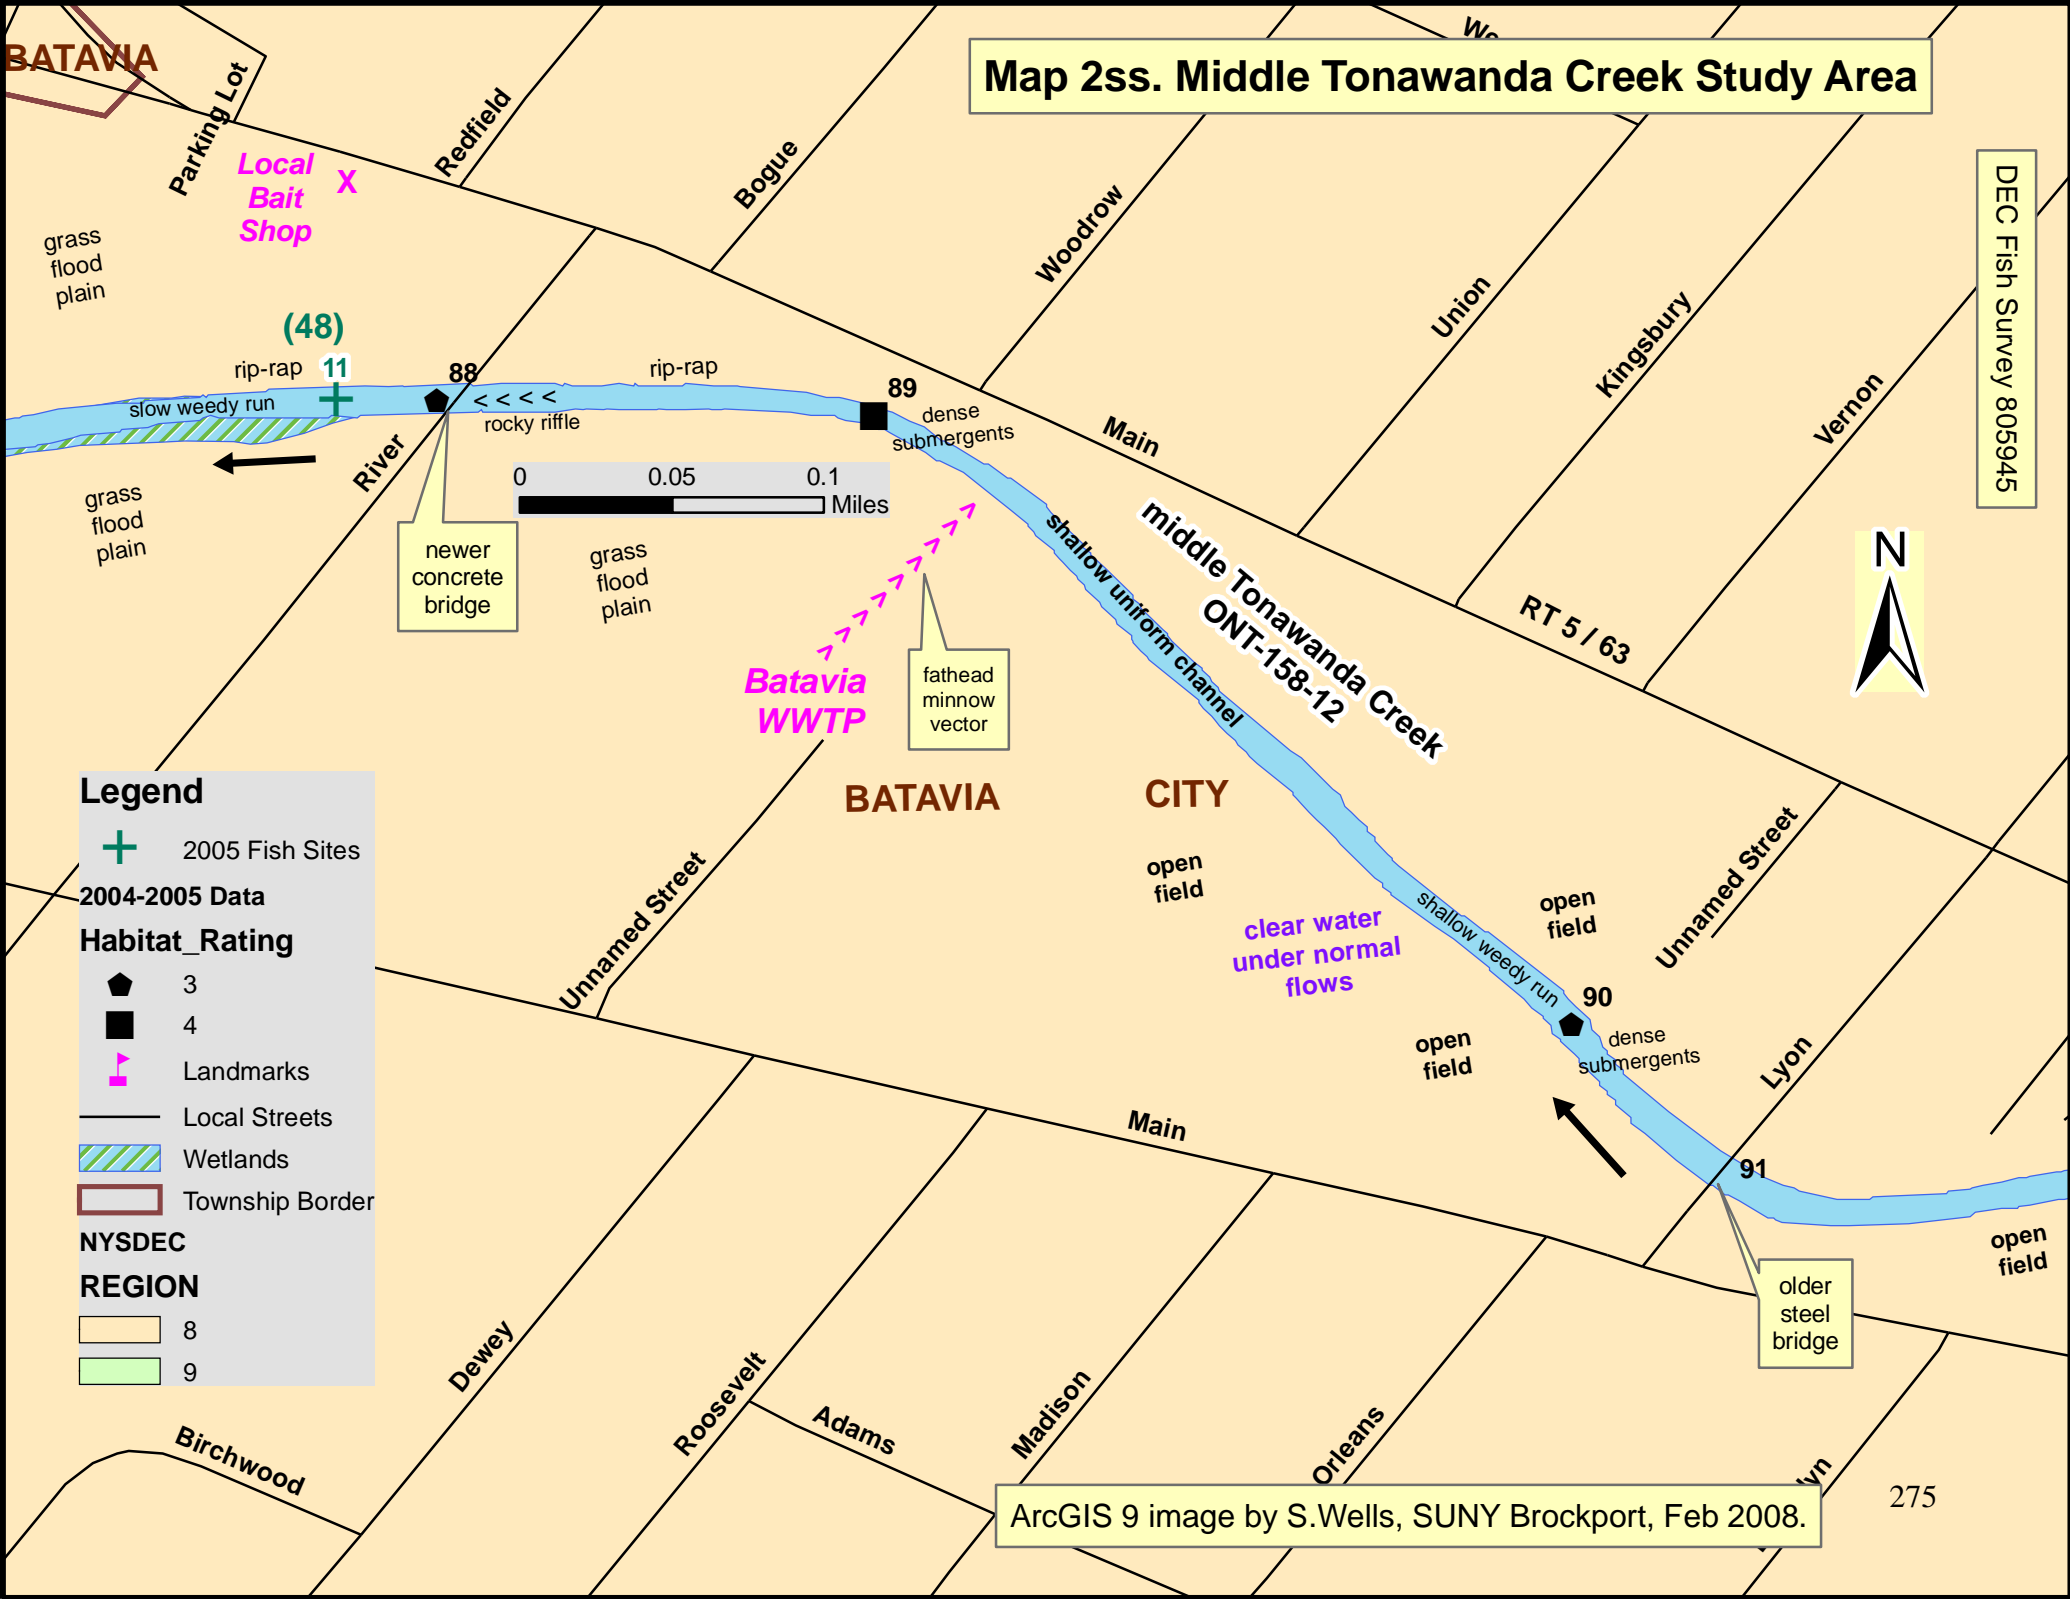 BATAVIA
Parking Lot
Redfield
Bogue
Map 2ss. Middle Tonawanda Creek Study Area
DEC Fish Survey 805945
Local
Bait
Shop
X
Woodrow
Union
Kingsbury
Vernon
grass
flood
plain
(48)
11
rip-rap
slow weedy run
88
< < < <
rocky riffle
rip-rap
89
dense
submergents
Main
River
grass
flood
plain
0 0.05 0.1
Miles
newer
concrete
bridge
grass
flood
plain
fathead
minnow
vector
Batavia
WWTP
shallow uniform channel
middle Tonawanda Creek
ONT-158-12
RT 5 / 63
N
BATAVIA CITY
Unnamed Street
open
field
clear water
under normal
flows
shallow weedy run
open
field
Unnamed Street
90
dense
submergents
open
field
Lyon
91
open
field
older
steel
bridge
Main
Legend
2005 Fish Sites
2004-2005 Data
Habitat_Rating
3
4
Landmarks
Local Streets
Wetlands
Township Border
NYSDEC
REGION
8
9
Birchwood
Dewey
Roosevelt
Adams
Madison
Orleans
ArcGIS 9 image by S.Wells, SUNY Brockport, Feb 2008.
275